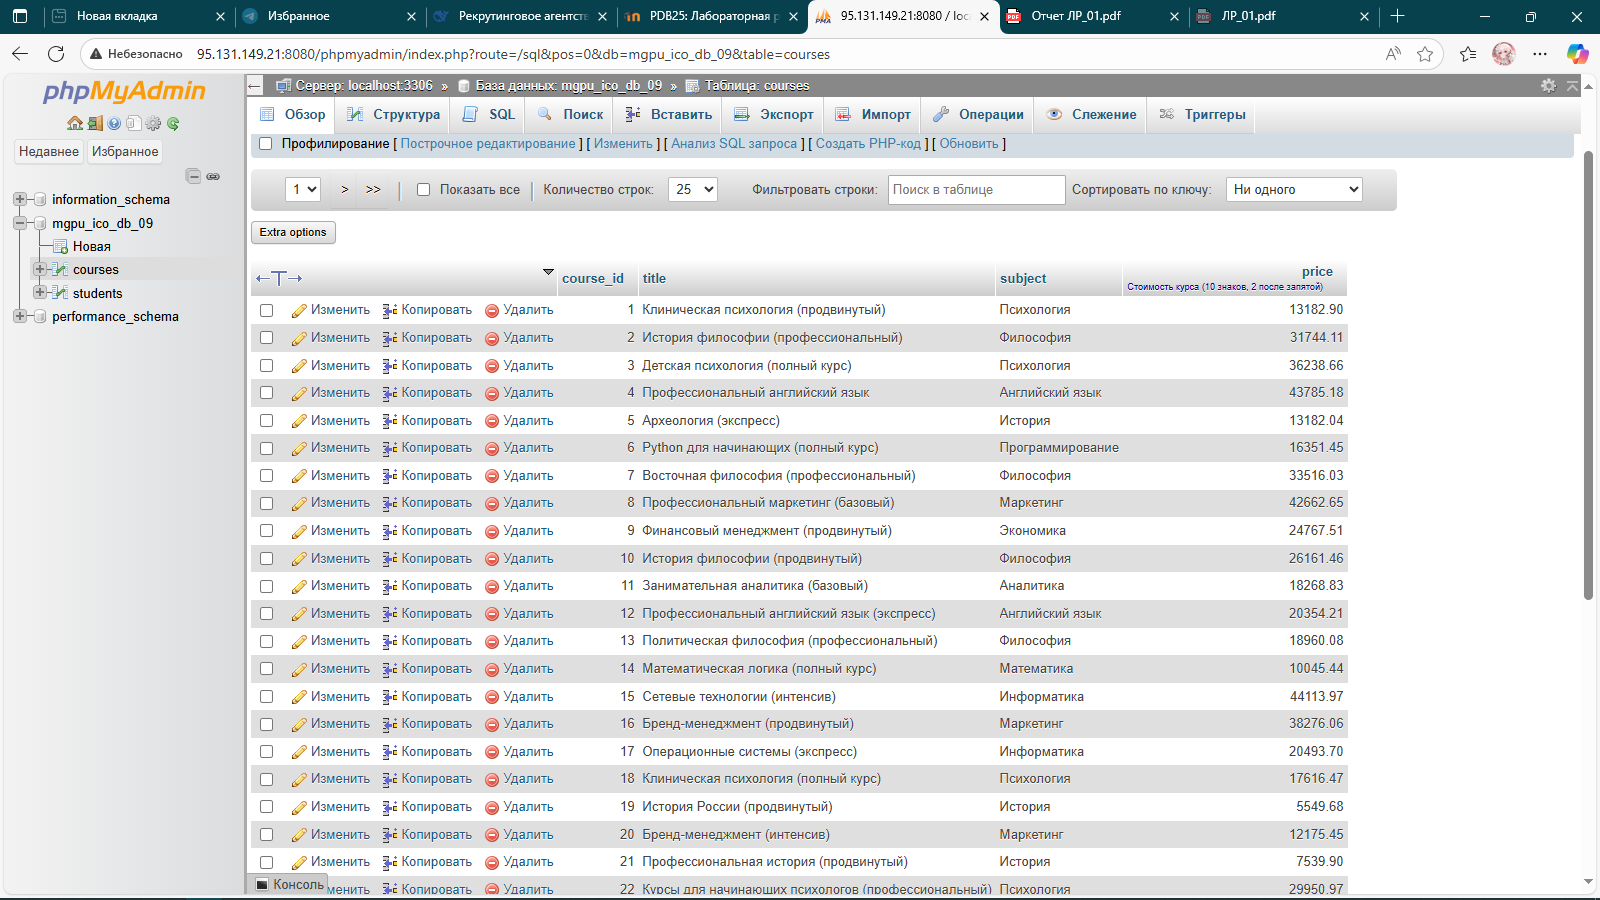 Новая вкладка
Избранное
Рекрутинговое агентств
PDB25: Лабораторная р
95.131.149.21:8080 / loc
Отчет ЛР_01.pdf
ЛР_01.pdf
Небезопасно
95.131.149.21:8080/phpmyadmin/index.php?route=/sql&pos=0&db=mgpu_ico_db_09&table=courses
phpMyAdmin
Недавнее Избранное
information_schema
mgpu_ico_db_09
Новая
courses
students
performance_schema
Сервер: localhost:3306 » База данных: mgpu_ico_db_09 » Таблица: courses
Обзор Структура SQL Поиск Вставить Экспорт Импорт Операции Слежение Триггеры
Профилирование [ Построчное редактирование ] [ Изменить ] [ Анализ SQL запроса ] [ Создать PHP-код ] [ Обновить ]
1 > >> Показать все Количество строк: 25 Фильтровать строки: Поиск в таблице Сортировать по ключу: Ни одного
Extra options
←T→ course_id title subject price
Стоимость курса (10 знаков, 2 после запятой)
Изменить Копировать Удалить 1 Клиническая психология (продвинутый) Психология 13182.90
Изменить Копировать Удалить 2 История философии (профессиональный) Философия 31744.11
Изменить Копировать Удалить 3 Детская психология (полный курс) Психология 36238.66
Изменить Копировать Удалить 4 Профессиональный английский язык Английский язык 43785.18
Изменить Копировать Удалить 5 Археология (экспресс) История 13182.04
Изменить Копировать Удалить 6 Python для начинающих (полный курс) Программирование 16351.45
Изменить Копировать Удалить 7 Восточная философия (профессиональный) Философия 33516.03
Изменить Копировать Удалить 8 Профессиональный маркетинг (базовый) Маркетинг 42662.65
Изменить Копировать Удалить 9 Финансовый менеджмент (продвинутый) Экономика 24767.51
Изменить Копировать Удалить 10 История философии (продвинутый) Философия 26161.46
Изменить Копировать Удалить 11 Занимательная аналитика (базовый) Аналитика 18268.83
Изменить Копировать Удалить 12 Профессиональный английский язык (экспресс) Английский язык 20354.21
Изменить Копировать Удалить 13 Политическая философия (профессиональный) Философия 18960.08
Изменить Копировать Удалить 14 Математическая логика (полный курс) Математика 10045.44
Изменить Копировать Удалить 15 Сетевые технологии (интенсив) Информатика 44113.97
Изменить Копировать Удалить 16 Бренд-менеджмент (продвинутый) Маркетинг 38276.06
Изменить Копировать Удалить 17 Операционные системы (экспресс) Информатика 20493.70
Изменить Копировать Удалить 18 Клиническая психология (полный курс) Психология 17616.47
Изменить Копировать Удалить 19 История России (продвинутый) История 5549.68
Изменить Копировать Удалить 20 Бренд-менеджмент (интенсив) Маркетинг 12175.45
Изменить Копировать Удалить 21 Профессиональная история (продвинутый) История 7539.90
Консоль
менить Копировать Удалить 22 Курсы для начинающих психологов (профессиональный) Психология 29950.97